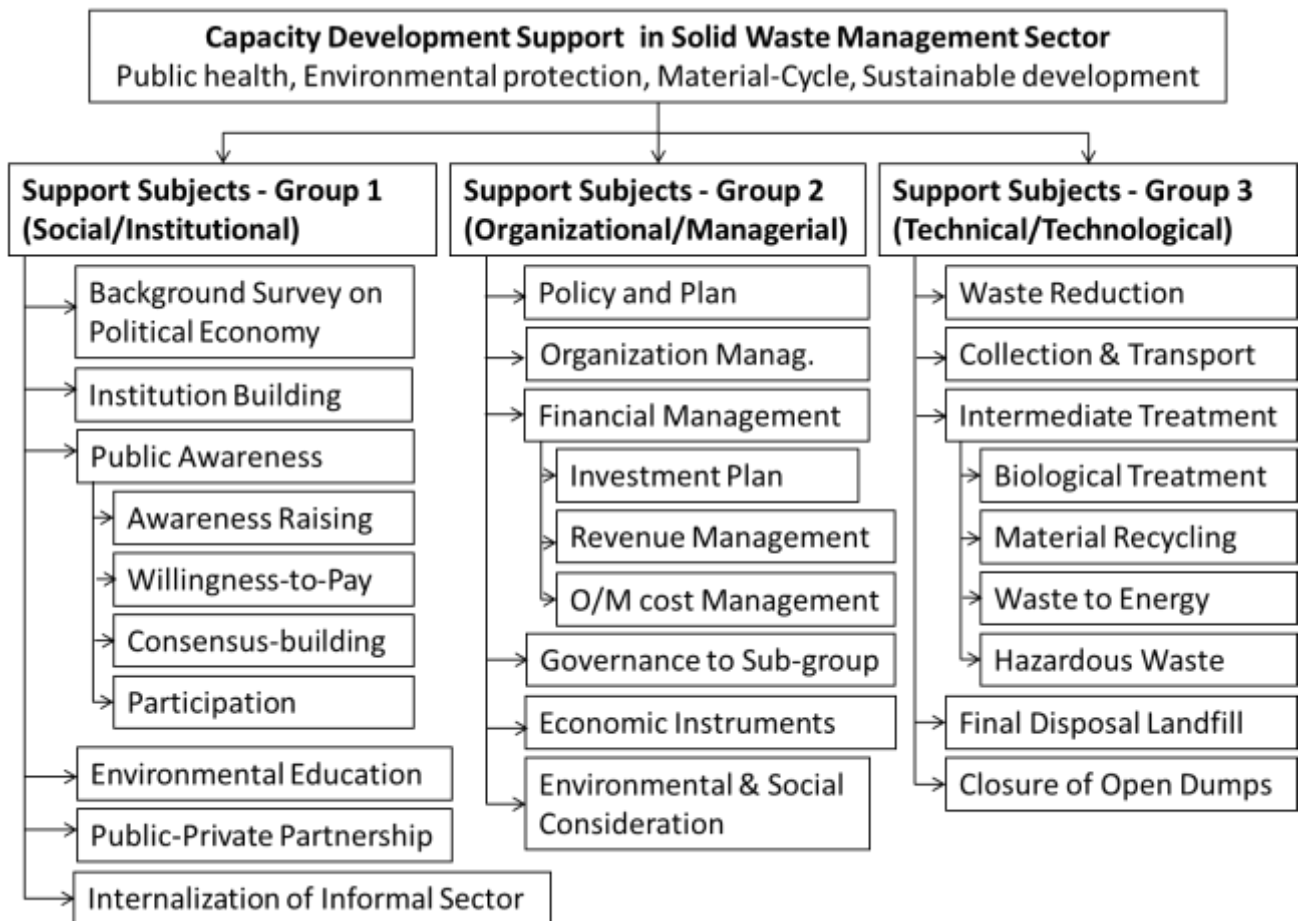 Capacity Development Support in Solid Waste Management Sector
Public health, Environmental protection, Material-Cycle, Sustainable development
Support Subjects - Group 1
(Social/Institutional)
Background Survey on
Political Economy
Institution Building
Public Awareness
Awareness Raising
Willingness-to-Pay
Consensus-building
Participation
Environmental Education
Public-Private Partnership
Internalization of Informal Sector
Support Subjects - Group 2
(Organizational/Managerial)
Policy and Plan
Organization Manag.
Financial Management
Investment Plan
Revenue Management
O/M cost Management
Governance to Sub-group
Economic Instruments
Environmental & Social
Consideration
Support Subjects - Group 3
(Technical/Technological)
Waste Reduction
Collection & Transport
Intermediate Treatment
Biological Treatment
Material Recycling
Waste to Energy
Hazardous Waste
Final Disposal Landfill
Closure of Open Dumps